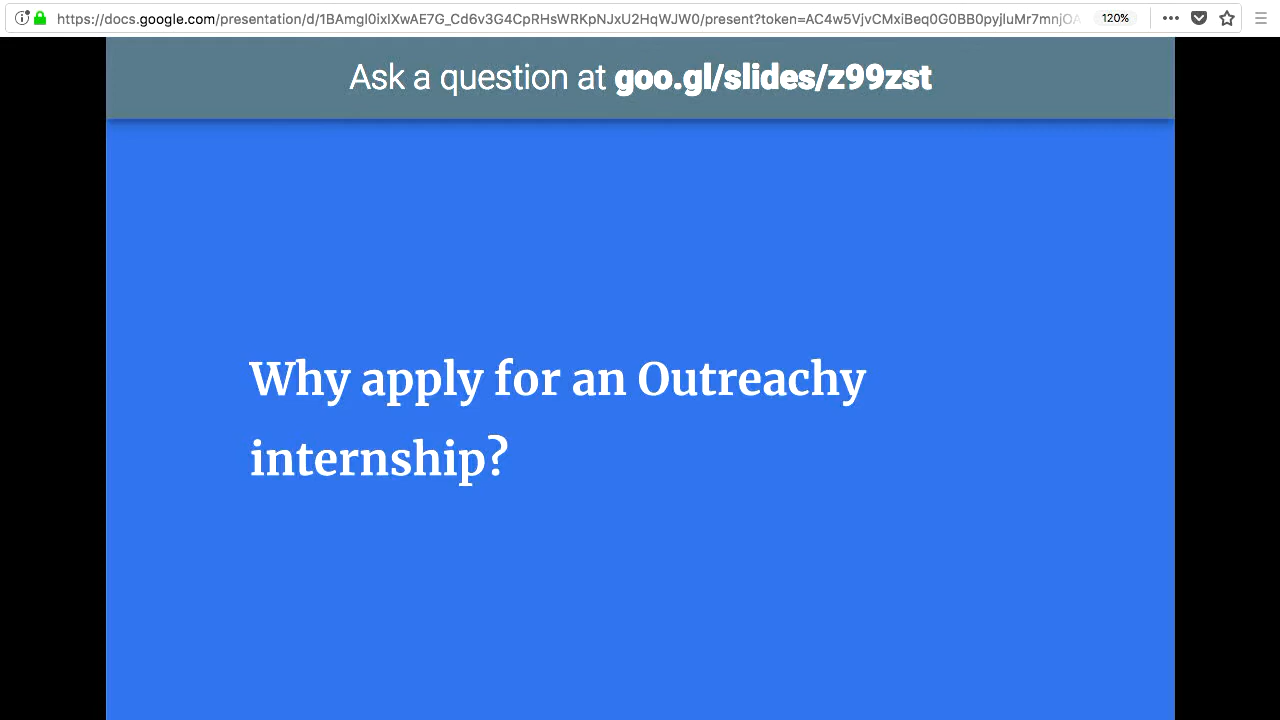 https://docs.google.com/presentation/d/1BAmgl0ixIXwAE7G_Cd6v3G4CpRHsWRKpNJxU2HqWJW0/present?token=AC4w5VjvCMxiBeq0G0BB0pyjluMr7mnjOA 120%
Ask a question at goo.gl/slides/z99zst
Why apply for an Outreachy
internship?